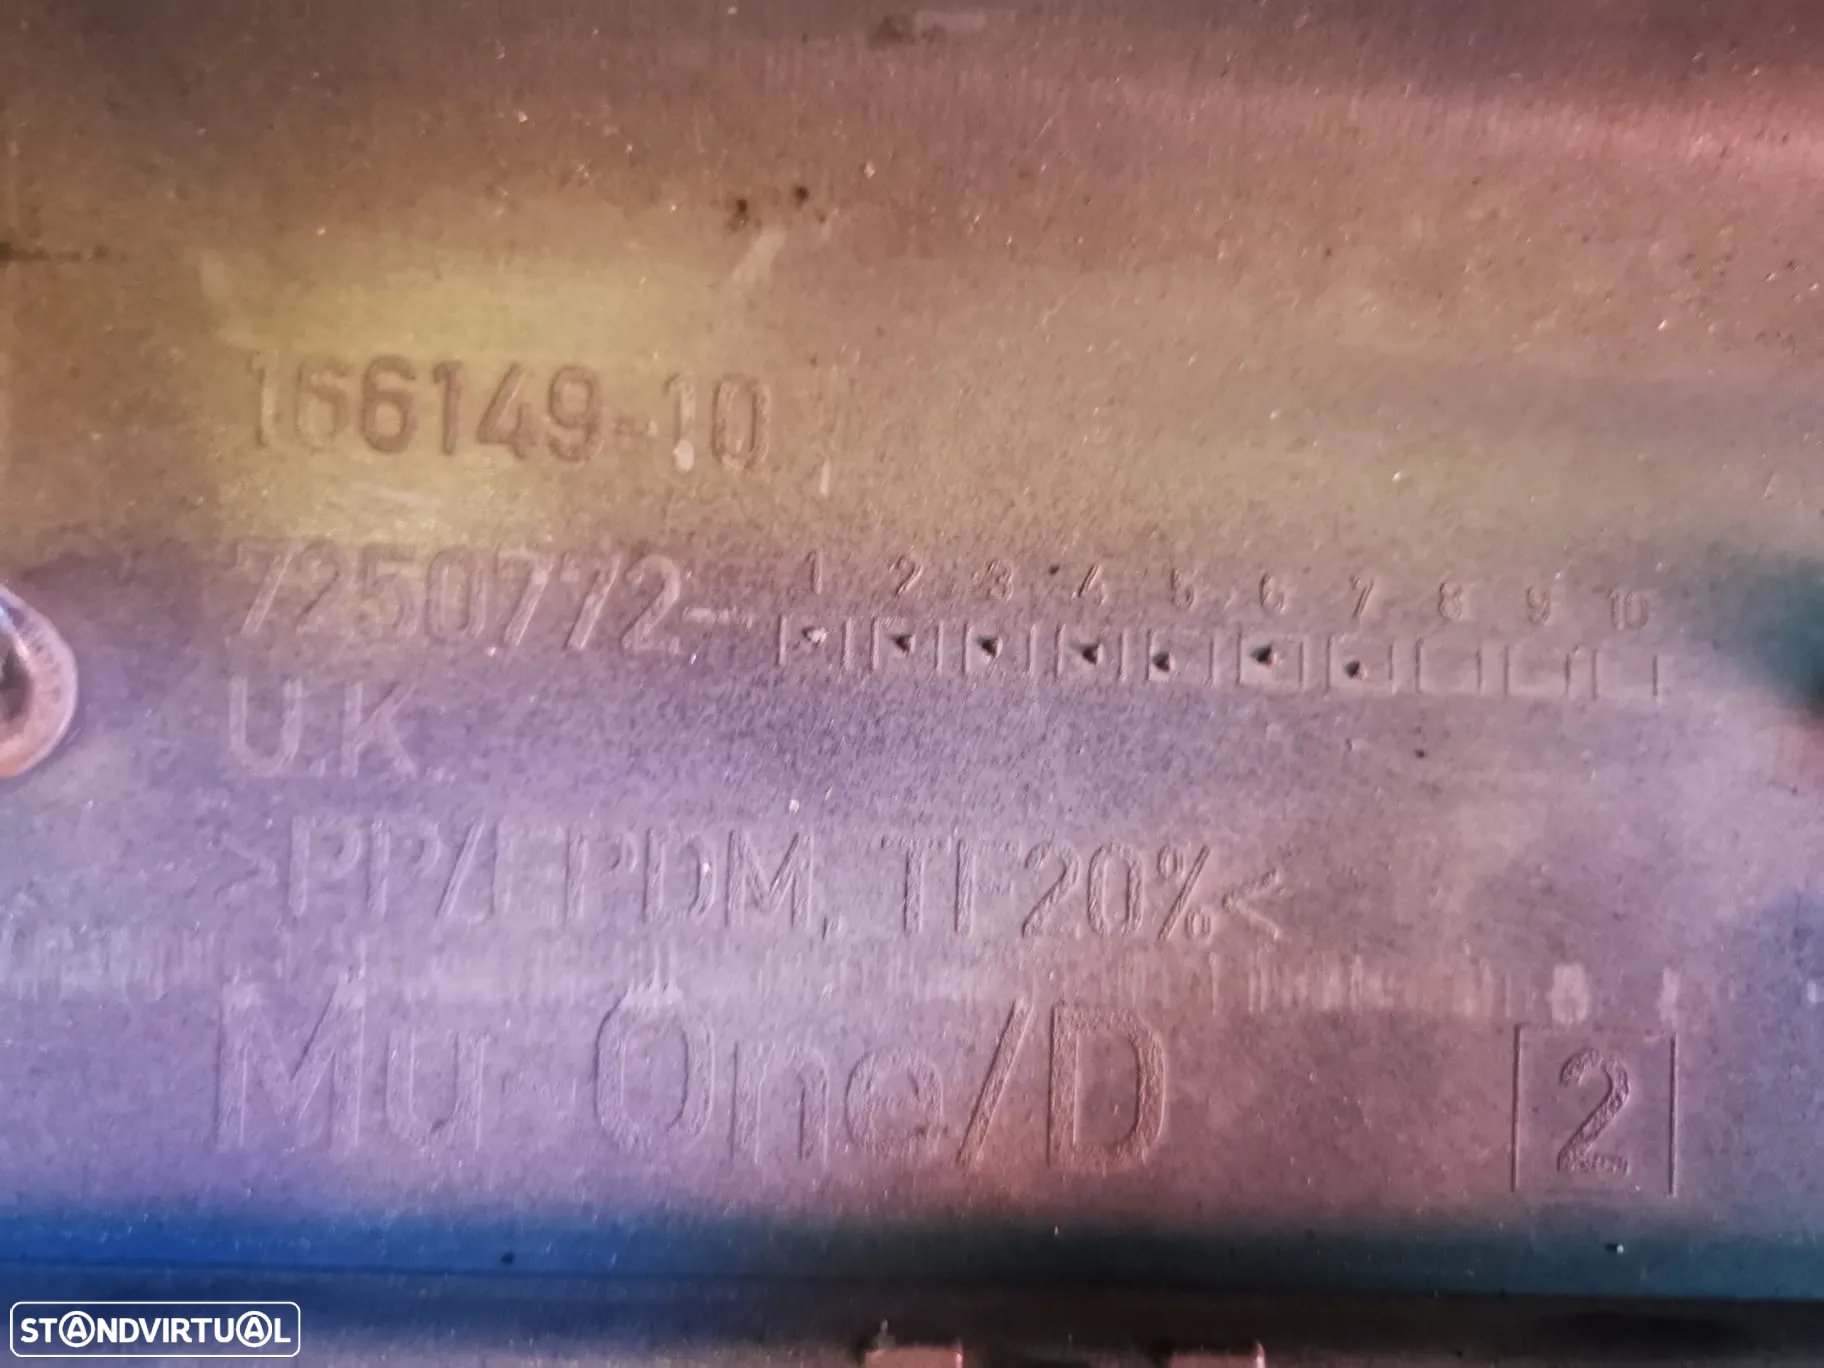 166149-10
1 2 3 4 5 6 7 8 9 10
7250772-
U.K.
>PP/EPDM, TF20%<
Mu One/D 2
STANDVIRTUAL